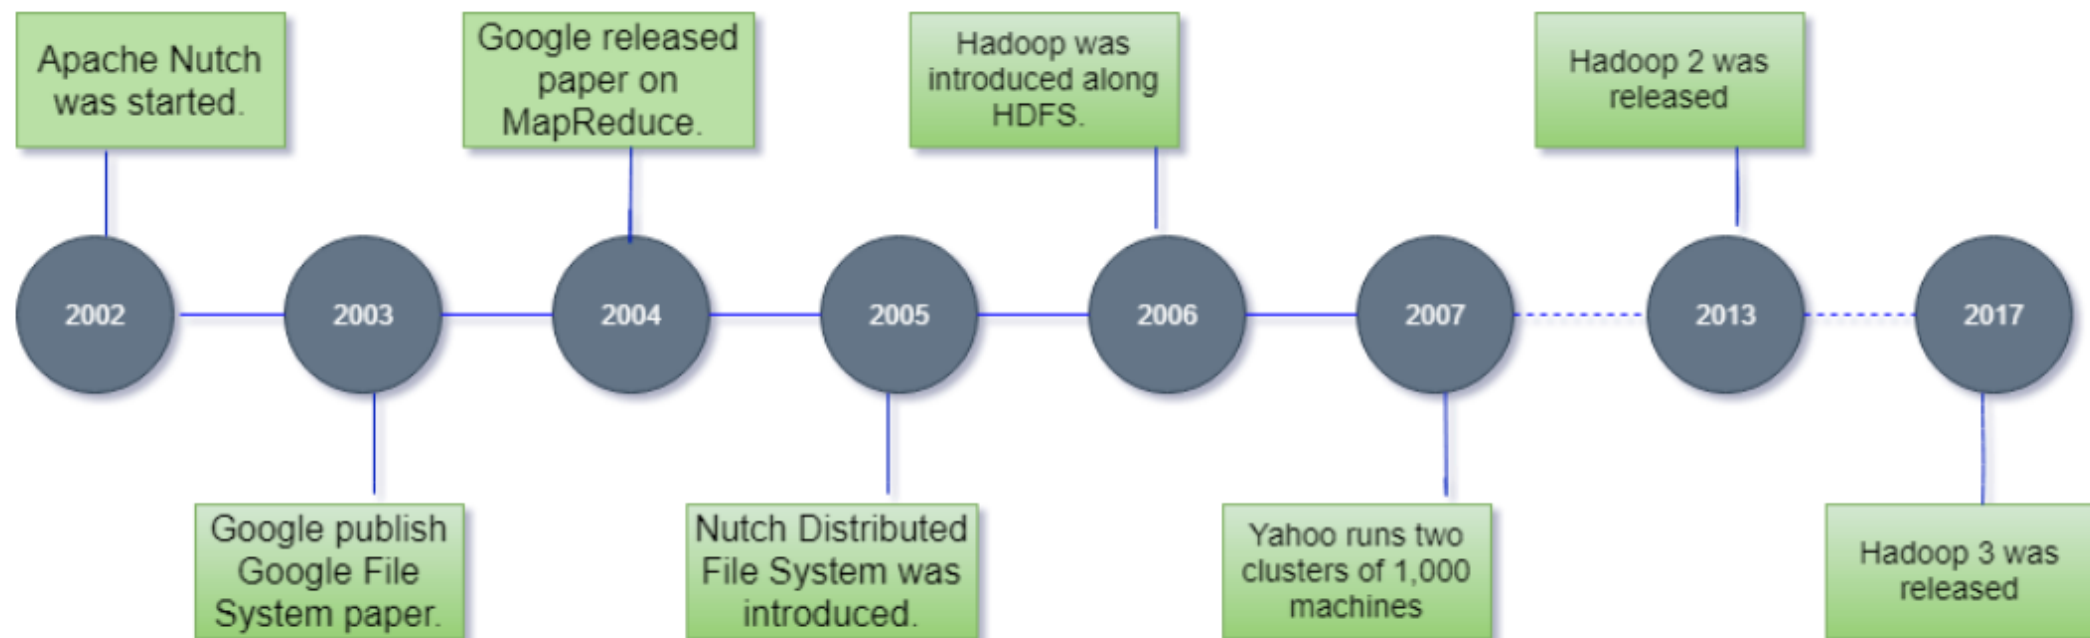 Apache Nutch
was started.
Google released
paper on
MapReduce.
Hadoop was
introduced along
HDFS.
Hadoop 2 was
released
2002
2003
2004
2005
2006
2007
2013
2017
Google publish
Google File
System paper.
Nutch Distributed
File System was
introduced.
Yahoo runs two
clusters of 1,000
machines
Hadoop 3 was
released